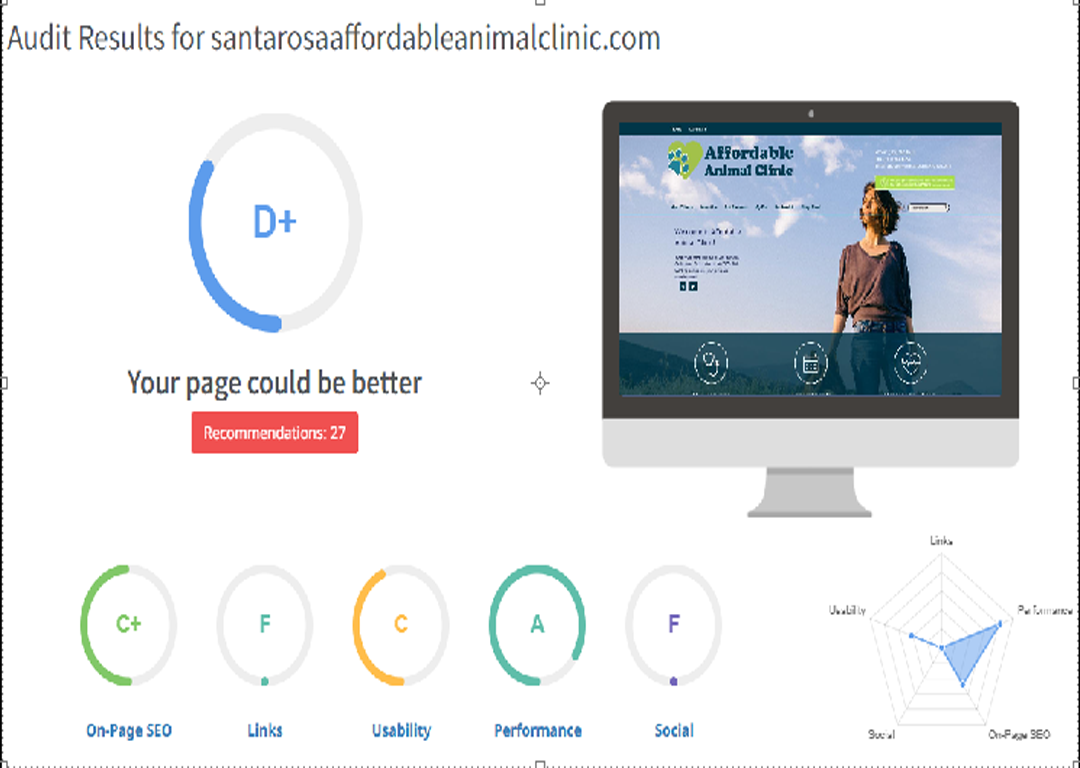 Audit Results for santarosaaffordableanimalclinic.com
Affordable
Animal Clinic
D+
Your page could be better
Recommendations: 27
Links
Usability
Performance
Social
On-Page SEO
C+
F
C
A
F
On-Page SEO
Links
Usability
Performance
Social